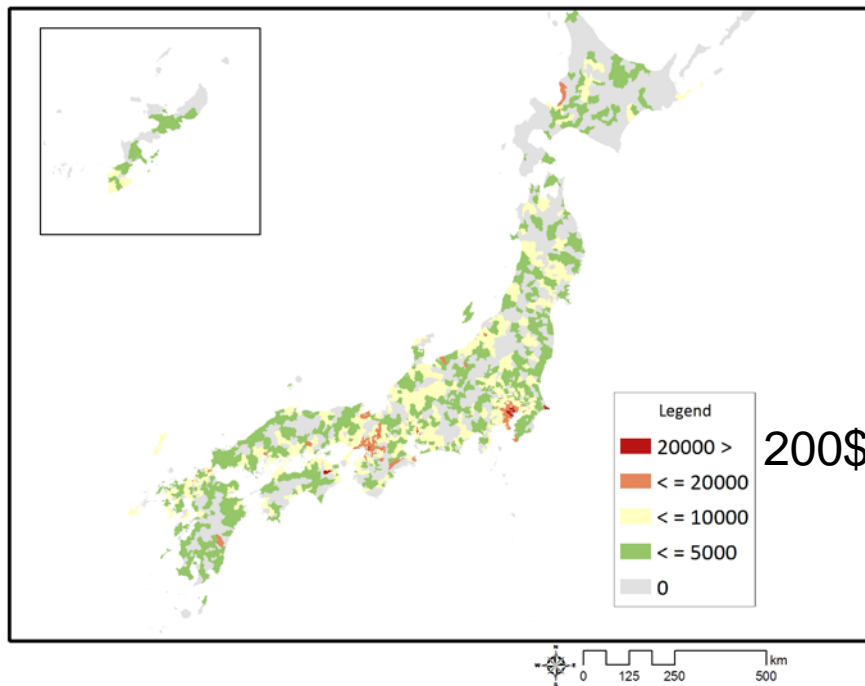 Legend
20000 >
< = 20000
< = 10000
< = 5000
0
200$
N
W E
S
km
0 125 250 500